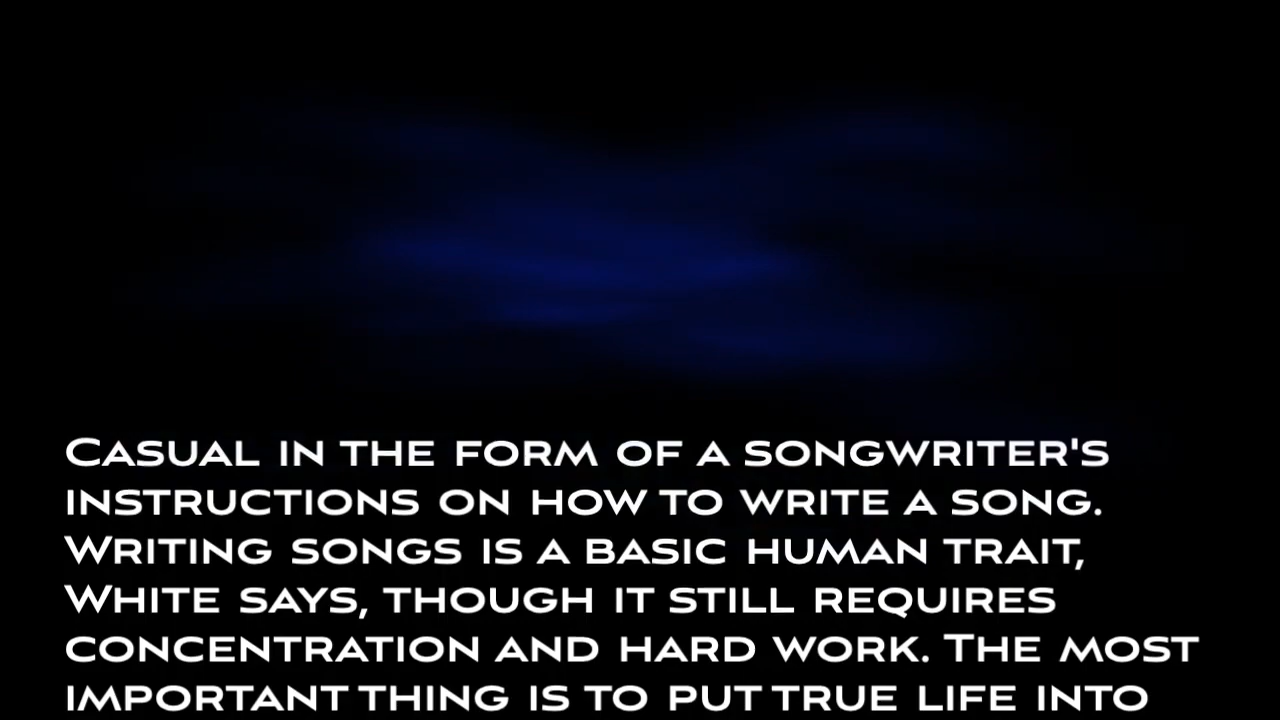 Casual in the form of a songwriter's
instructions on how to write a song.
Writing songs is a basic human trait,
White says, though it still requires
concentration and hard work. The most
important thing is to put true life into